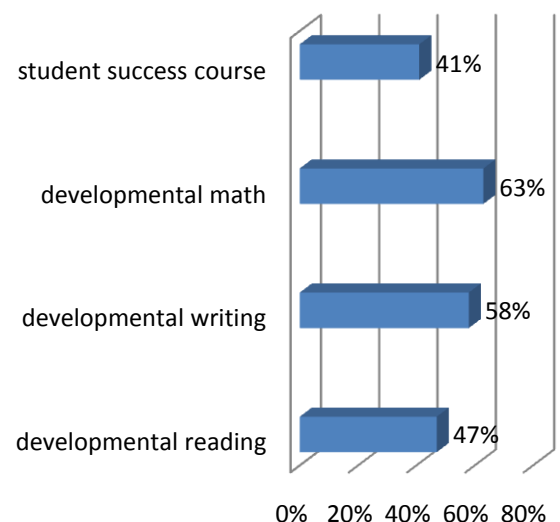 student success course 41%
developmental math 63%
developmental writing 58%
developmental reading 47%
0% 20% 40% 60% 80%